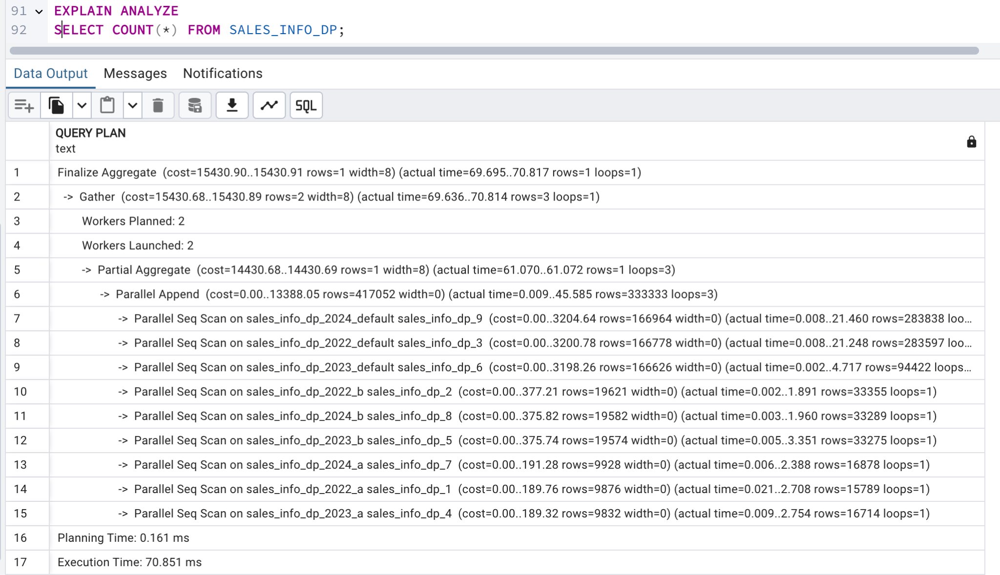 91 EXPLAIN ANALYZE
92 SELECT COUNT(*) FROM SALES_INFO_DP;
Data Output Messages Notifications
SQL
QUERY PLAN
text
1 Finalize Aggregate (cost=15430.90..15430.91 rows=1 width=8) (actual time=69.695..70.817 rows=1 loops=1)
2 -> Gather (cost=15430.68..15430.89 rows=2 width=8) (actual time=69.636..70.814 rows=3 loops=1)
3 Workers Planned: 2
4 Workers Launched: 2
5 -> Partial Aggregate (cost=14430.68..14430.69 rows=1 width=8) (actual time=61.070..61.072 rows=1 loops=3)
6 -> Parallel Append (cost=0.00..13388.05 rows=417052 width=0) (actual time=0.009..45.585 rows=333333 loops=3)
7 -> Parallel Seq Scan on sales_info_dp_2024_default sales_info_dp_9 (cost=0.00..3204.64 rows=166964 width=0) (actual time=0.008..21.460 rows=283838 loo...
8 -> Parallel Seq Scan on sales_info_dp_2022_default sales_info_dp_3 (cost=0.00..3200.78 rows=166778 width=0) (actual time=0.008..21.248 rows=283597 loo...
9 -> Parallel Seq Scan on sales_info_dp_2023_default sales_info_dp_6 (cost=0.00..3198.26 rows=166626 width=0) (actual time=0.002..4.717 rows=94422 loops...
10 -> Parallel Seq Scan on sales_info_dp_2022_b sales_info_dp_2 (cost=0.00..377.21 rows=19621 width=0) (actual time=0.002..1.891 rows=33355 loops=1)
11 -> Parallel Seq Scan on sales_info_dp_2024_b sales_info_dp_8 (cost=0.00..375.82 rows=19582 width=0) (actual time=0.003..1.960 rows=33289 loops=1)
12 -> Parallel Seq Scan on sales_info_dp_2023_b sales_info_dp_5 (cost=0.00..375.74 rows=19574 width=0) (actual time=0.005..3.351 rows=33275 loops=1)
13 -> Parallel Seq Scan on sales_info_dp_2024_a sales_info_dp_7 (cost=0.00..191.28 rows=9928 width=0) (actual time=0.006..2.388 rows=16878 loops=1)
14 -> Parallel Seq Scan on sales_info_dp_2022_a sales_info_dp_1 (cost=0.00..189.76 rows=9876 width=0) (actual time=0.021..2.708 rows=15789 loops=1)
15 -> Parallel Seq Scan on sales_info_dp_2023_a sales_info_dp_4 (cost=0.00..189.32 rows=9832 width=0) (actual time=0.009..2.754 rows=16714 loops=1)
16 Planning Time: 0.161 ms
17 Execution Time: 70.851 ms